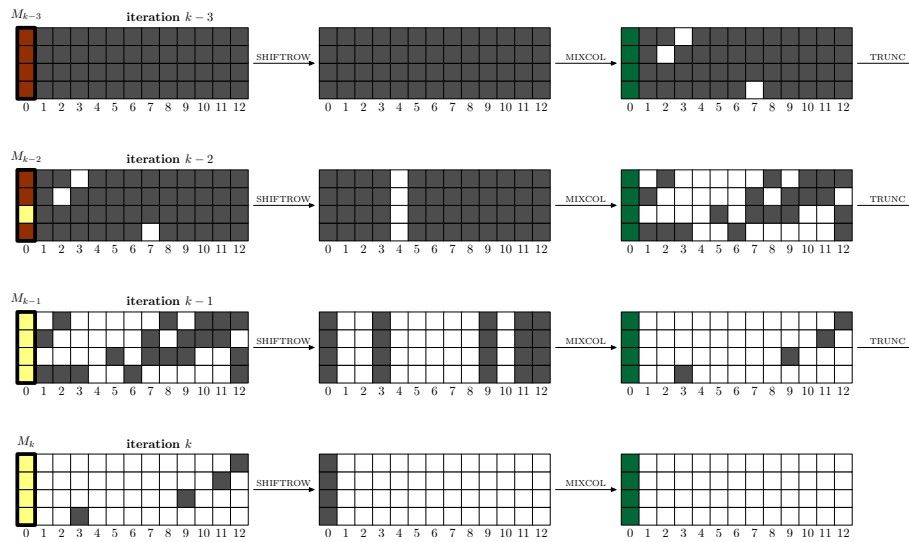 M_{k-3} iteration k − 3
SHIFTROW MIXCOL TRUNC
0 1 2 3 4 5 6 7 8 9 10 11 12 0 1 2 3 4 5 6 7 8 9 10 11 12 0 1 2 3 4 5 6 7 8 9 10 11 12
M_{k-2} iteration k − 2
SHIFTROW MIXCOL TRUNC
0 1 2 3 4 5 6 7 8 9 10 11 12 0 1 2 3 4 5 6 7 8 9 10 11 12 0 1 2 3 4 5 6 7 8 9 10 11 12
M_{k-1} iteration k − 1
SHIFTROW MIXCOL TRUNC
0 1 2 3 4 5 6 7 8 9 10 11 12 0 1 2 3 4 5 6 7 8 9 10 11 12 0 1 2 3 4 5 6 7 8 9 10 11 12
M_k iteration k
SHIFTROW MIXCOL
0 1 2 3 4 5 6 7 8 9 10 11 12 0 1 2 3 4 5 6 7 8 9 10 11 12 0 1 2 3 4 5 6 7 8 9 10 11 12